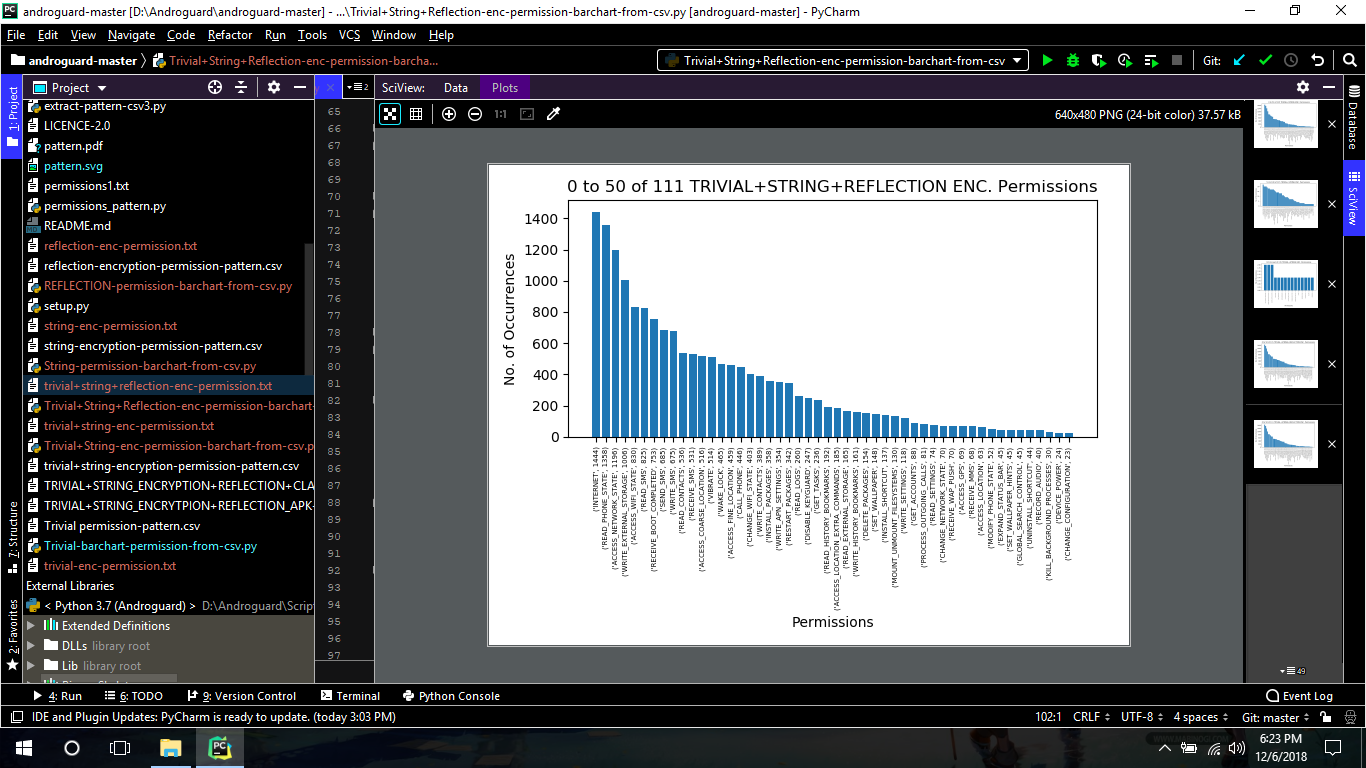 androguard-master [D:\Androguard\androguard-master] - ...\Trivial+String+Reflection-enc-permission-barchart-from-csv.py [androguard-master] - PyCharm
File Edit View Navigate Code Refactor Run Tools VCS Window Help
androguard-master Trivial+String+Reflection-enc-permission-barcha... Trivial+String+Reflection-enc-permission-barchart-from-csv Git:
1: Project
Project
extract-pattern-csv3.py
LICENCE-2.0
pattern.pdf
pattern.svg
permissions1.txt
permissions_pattern.py
README.md
reflection-enc-permission.txt
reflection-encryption-permission-pattern.csv
REFLECTION-permission-barchart-from-csv.py
setup.py
string-enc-permission.txt
string-encryption-permission-pattern.csv
String-permission-barchart-from-csv.py
trivial+string+reflection-enc-permission.txt
Trivial+String+Reflection-enc-permission-barchart-
trivial+string-enc-permission.txt
Trivial+String-enc-permission-barchart-from-csv.p
trivial+string-encryption-permission-pattern.csv
TRIVIAL+STRING_ENCRYPTION+REFLECTION+CLA
TRIVIAL+STRING_ENCRYTPION+REFLECTION_APK-
Trivial permission-pattern.csv
Trivial-barchart-permission-from-csv.py
trivial-enc-permission.txt
External Libraries
< Python 3.7 (Androguard) > D:\Androguard\Scrip
Extended Definitions
DLLs library root
Lib library root
7: Structure
2: Favorites
2
65
66
67
68
69
70
71
72
73
74
75
76
77
78
79
80
81
82
83
84
85
86
87
88
89
90
91
92
93
94
95
96
97
SciView: Data Plots
1:1
640x480 PNG (24-bit color) 37.57 kB
0 to 50 of 111 TRIVIAL+STRING+REFLECTION ENC. Permissions
No. of Occurrences
1400
1200
1000
800
600
400
200
0
('INTERNET', 1444)
('READ_PHONE_STATE', 1358)
('ACCESS_NETWORK_STATE', 1196)
('WRITE_EXTERNAL_STORAGE', 1006)
('ACCESS_WIFI_STATE', 830)
('READ_SMS', 825)
('RECEIVE_BOOT_COMPLETED', 753)
('SEND_SMS', 685)
('WRITE_SMS', 675)
('READ_CONTACTS', 536)
('RECEIVE_SMS', 531)
('ACCESS_COARSE_LOCATION', 516)
('VIBRATE', 514)
('WAKE_LOCK', 465)
('ACCESS_FINE_LOCATION', 459)
('CALL_PHONE', 446)
('CHANGE_WIFI_STATE', 403)
('WRITE_CONTACTS', 389)
('INSTALL_PACKAGES', 358)
('WRITE_APN_SETTINGS', 354)
('RESTART_PACKAGES', 342)
('READ_LOGS', 260)
('DISABLE_KEYGUARD', 247)
('GET_TASKS', 236)
('READ_HISTORY_BOOKMARKS', 192)
('ACCESS_LOCATION_EXTRA_COMMANDS', 185)
('READ_EXTERNAL_STORAGE', 165)
('WRITE_HISTORY_BOOKMARKS', 161)
('DELETE_PACKAGES', 154)
('SET_WALLPAPER', 148)
('INSTALL_SHORTCUT', 137)
('MOUNT_UNMOUNT_FILESYSTEMS', 130)
('WRITE_SETTINGS', 118)
('GET_ACCOUNTS', 88)
('PROCESS_OUTGOING_CALLS', 81)
('READ_SETTINGS', 74)
('CHANGE_NETWORK_STATE', 70)
('RECEIVE_WAP_PUSH', 70)
('ACCESS_GPS', 69)
('RECEIVE_MMS', 68)
('ACCESS_LOCATION', 63)
('MODIFY_PHONE_STATE', 52)
('EXPAND_STATUS_BAR', 45)
('SET_WALLPAPER_HINTS', 45)
('GLOBAL_SEARCH_CONTROL', 45)
('UNINSTALL_SHORTCUT', 44)
('RECORD_AUDIO', 40)
('KILL_BACKGROUND_PROCESSES', 30)
('DEVICE_POWER', 24)
('CHANGE_CONFIGURATION', 23)
Permissions
49
Database
SciView
4: Run 6: TODO 9: Version Control Terminal Python Console Event Log
IDE and Plugin Updates: PyCharm is ready to update. (today 3:03 PM) 102:1 CRLF UTF-8 4 spaces Git: master
PC
6:23 PM
12/6/2018